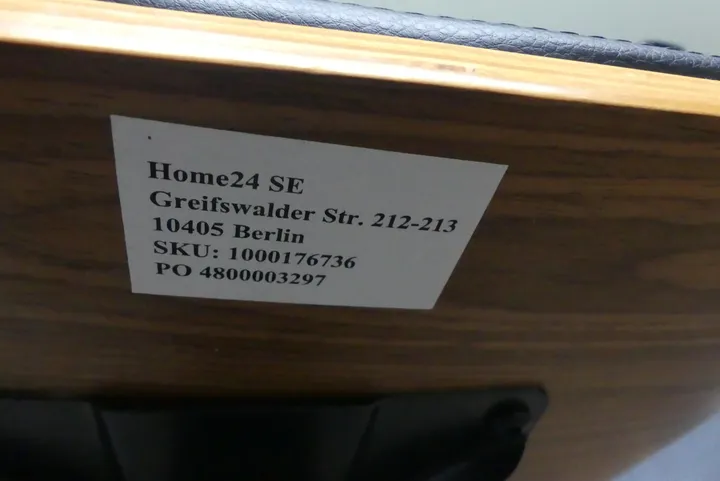 Home24 SE
Greifswalder Str. 212-213
10405 Berlin
SKU: 1000176736
PO 4800003297